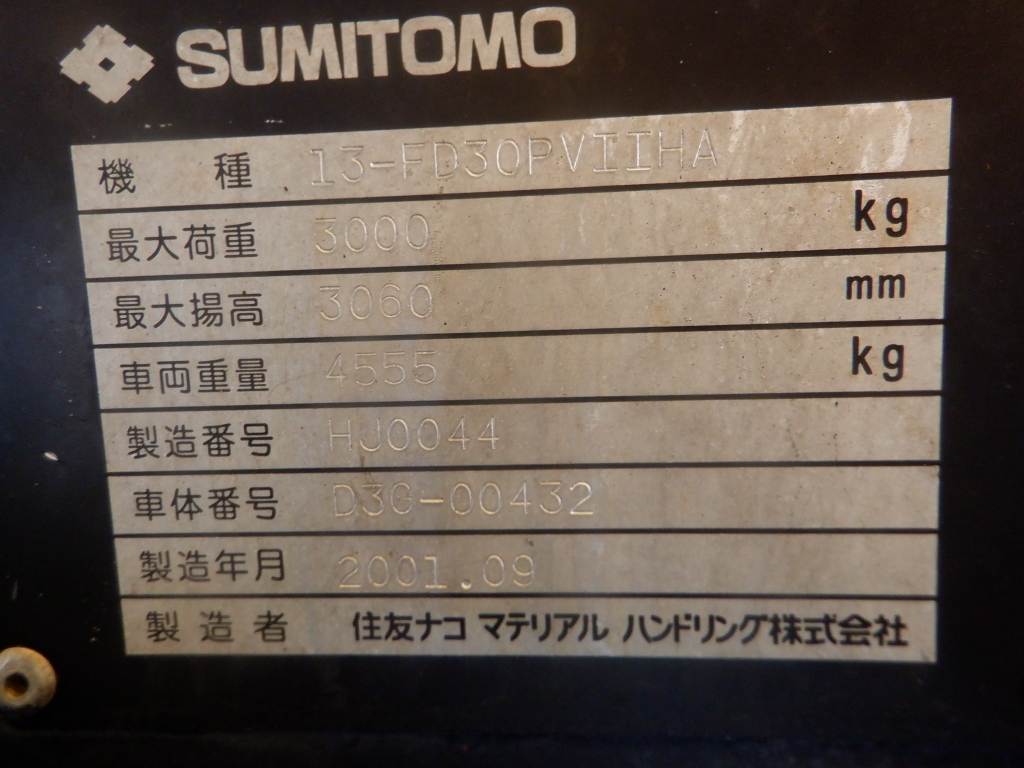 SUMITOMO
機種 13-FD30PVIIHA
最大荷重 3000 kg
最大揚高 3060 mm
車両重量 4555 kg
製造番号 HJ0044
車体番号 D3G-00432
製造年月 2001.09
製造者 住友ナコ マテリアル ハンドリング株式会社